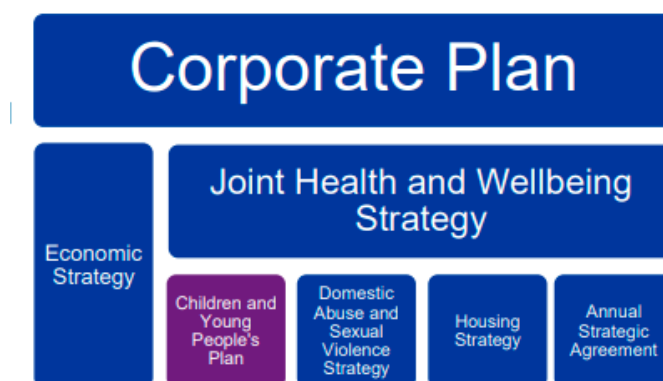 Corporate Plan
Joint Health and Wellbeing
Strategy
Economic
Strategy
Children and
Young
People's
Plan
Domestic
Abuse and
Sexual
Violence
Strategy
Housing
Strategy
Annual
Strategic
Agreement